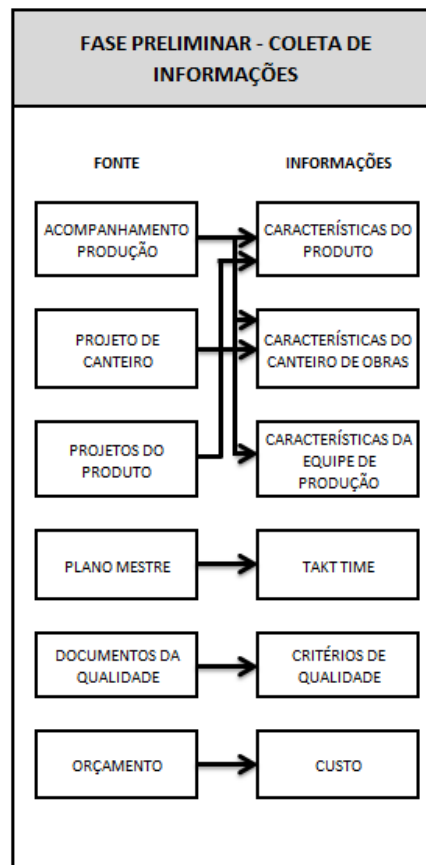 FASE PRELIMINAR - COLETA DE
INFORMAÇÕES
FONTE
INFORMAÇÕES
ACOMPANHAMENTO
PRODUÇÃO
CARACTERÍSTICAS DO
PRODUTO
PROJETO DE
CANTEIRO
CARACTERÍSTICAS DO
CANTEIRO DE OBRAS
PROJETOS DO
PRODUTO
CARACTERÍSTICAS DA
EQUIPE DE
PRODUÇÃO
PLANO MESTRE
TAKT TIME
DOCUMENTOS DA
QUALIDADE
CRITÉRIOS DE
QUALIDADE
ORÇAMENTO
CUSTO